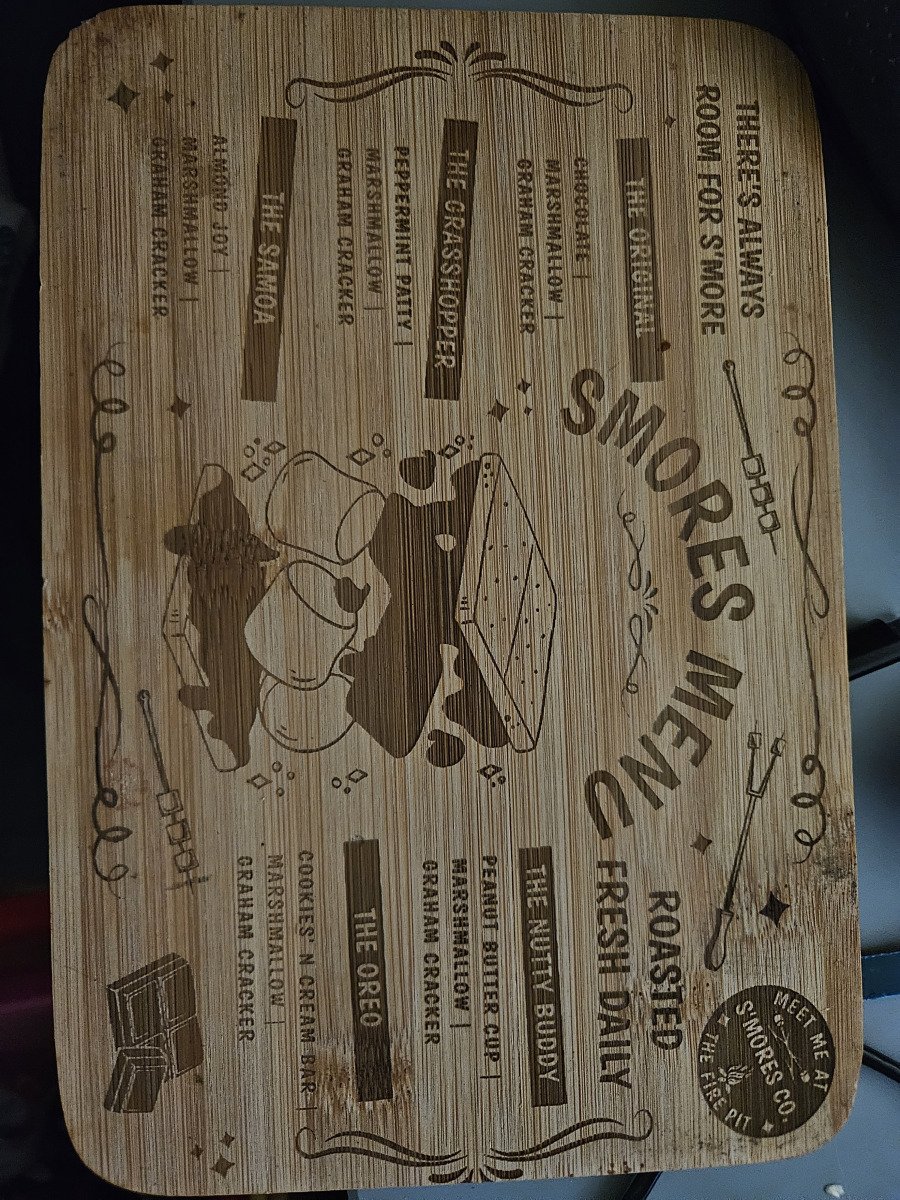 THERE'S ALWAYS
ROOM FOR S'MORE
SMORES MENU
THE ORIGINAL
CHOCOLATE |
MARSHMALLOW |
GRAHAM CRACKER
THE GRASSHOPPER
PEPPERMINT PATTY |
MARSHMALLOW |
GRAHAM CRACKER
THE SAMOA
ALMOND JOY |
MARSHMALLOW |
GRAHAM CRACKER
MEET ME AT
S'MORES CO.
THE FIRE PIT
ROASTED
FRESH DAILY
THE NUTTY BUDDY
PEANUT BUTTER CUP |
MARSHMALLOW |
GRAHAM CRACKER
THE OREO
COOKIES' N CREAM BAR |
MARSHMALLOW |
GRAHAM CRACKER